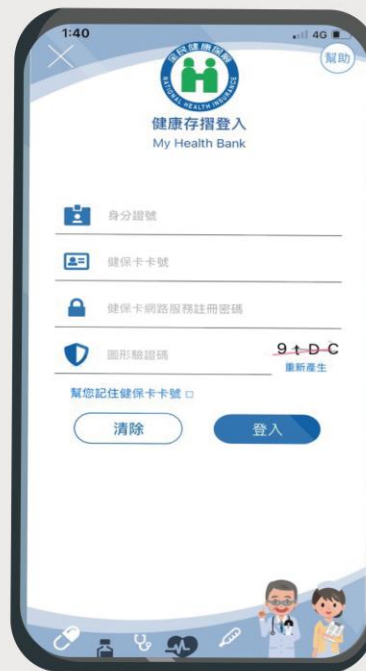 1:40
4G
幫助
全民健康保險
NATIONAL HEALTH INSURANCE
健康存摺登入
My Health Bank
身分證號
健保卡卡號
健保卡網路服務註冊密碼
圖形驗證碼
9 t D C
重新產生
幫您記住健保卡卡號
清除
登入